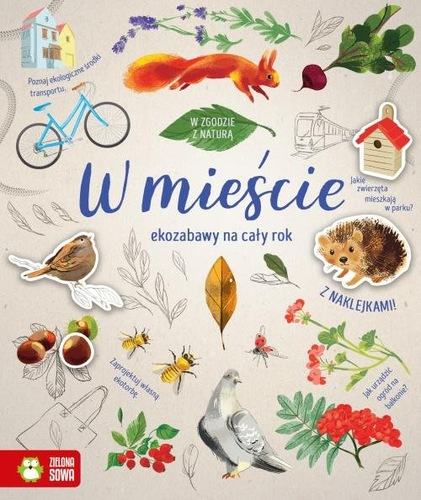 Poznaj ekologiczne środki
transportu.
W ZGODZIE
Z NATURĄ
W mieście
ekozabawy na cały rok
Jakie
zwierzęta
mieszkają
w parku?
Z NAKLEJKAMI!
Zaprojektuj własną
ekotorbę.
Jak urządzić
ogród na
balkonie?
ZIELONA
SOWA